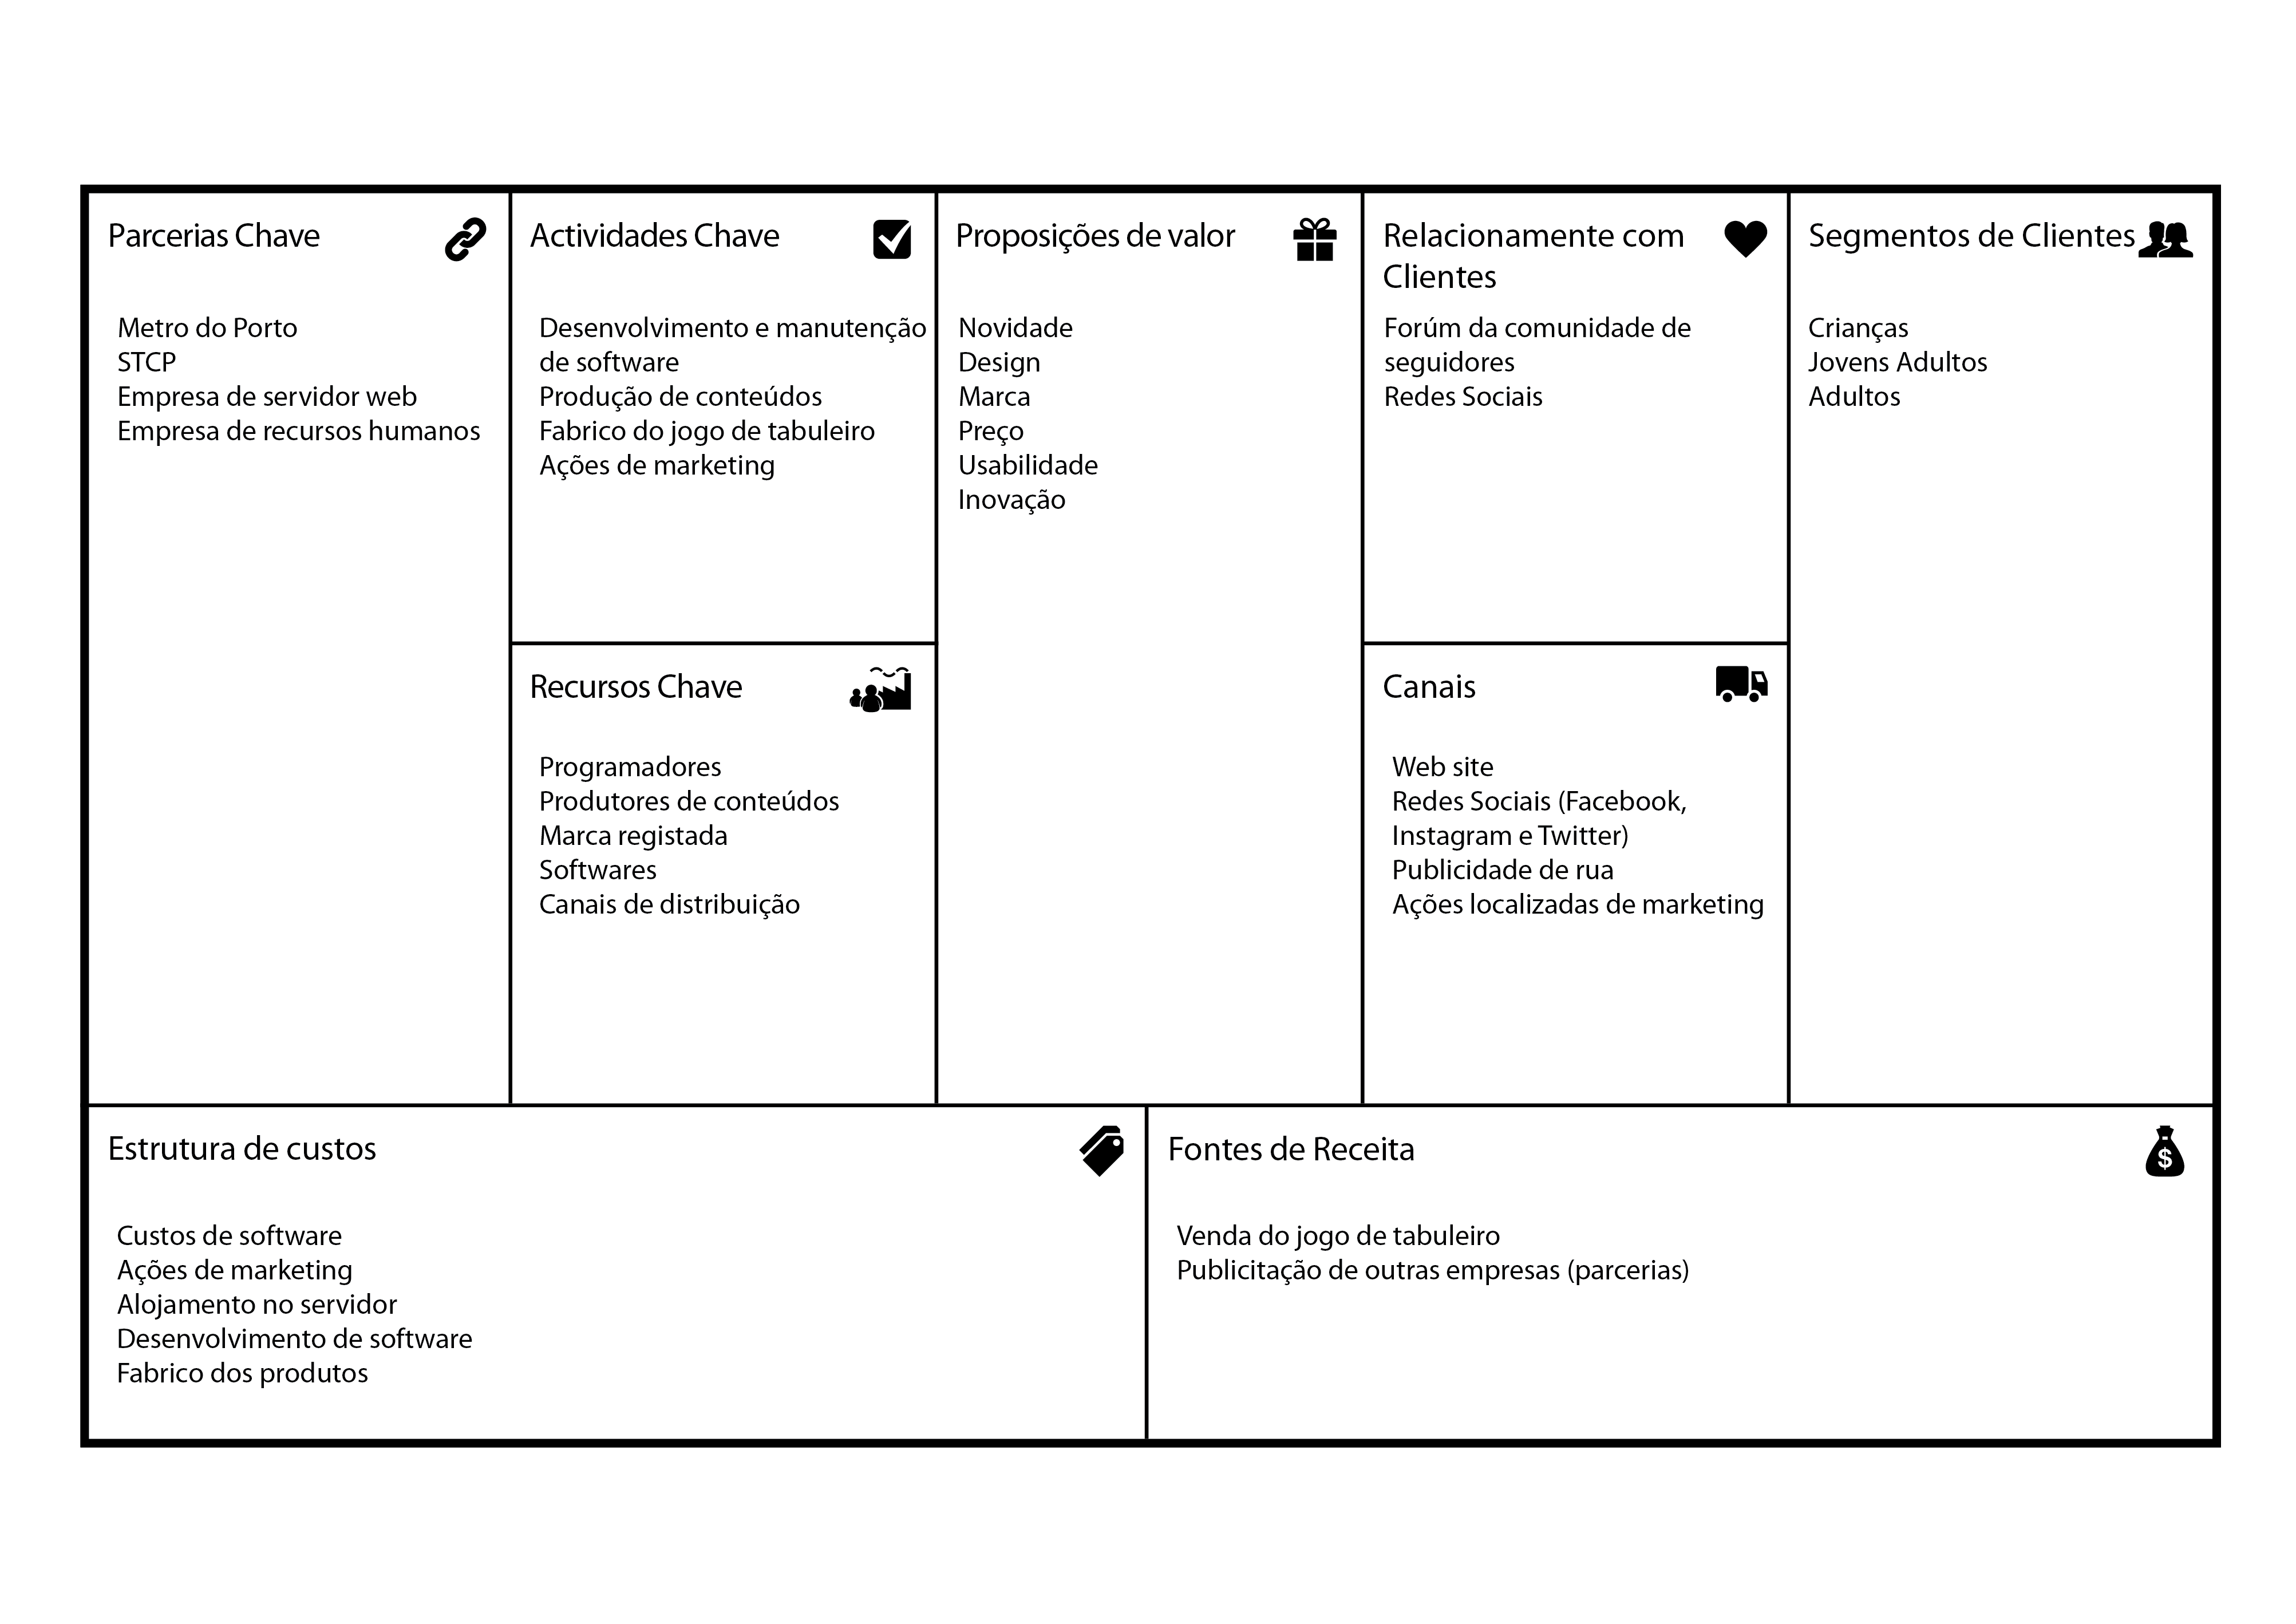 Parcerias Chave
Metro do Porto
STCP
Empresa de servidor web
Empresa de recursos humanos
Actividades Chave
Desenvolvimento e manutenção
de software
Produção de conteúdos
Fabrico do jogo de tabuleiro
Ações de marketing
Recursos Chave
Programadores
Produtores de conteúdos
Marca registada
Softwares
Canais de distribuição
Proposições de valor
Novidade
Design
Marca
Preço
Usabilidade
Inovação
Relacionamente com
Clientes
Forúm da comunidade de
seguidores
Redes Sociais
Canais
Web site
Redes Sociais (Facebook,
Instagram e Twitter)
Publicidade de rua
Ações localizadas de marketing
Segmentos de Clientes
Crianças
Jovens Adultos
Adultos
Estrutura de custos
Custos de software
Ações de marketing
Alojamento no servidor
Desenvolvimento de software
Fabrico dos produtos
Fontes de Receita
$
Venda do jogo de tabuleiro
Publicitação de outras empresas (parcerias)